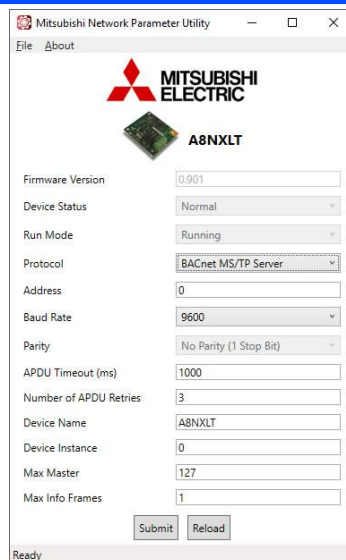 Mitsubishi Network Parameter Utility
File About
MITSUBISHI
ELECTRIC
A8NXLT
Firmware Version 0.901
Device Status Normal
Run Mode Running
Protocol BACnet MS/TP Server
Address 0
Baud Rate 9600
Parity No Parity (1 Stop Bit)
APDU Timeout (ms) 1000
Number of APDU Retries 3
Device Name A8NXLT
Device Instance 0
Max Master 127
Max Info Frames 1
Submit Reload
Ready